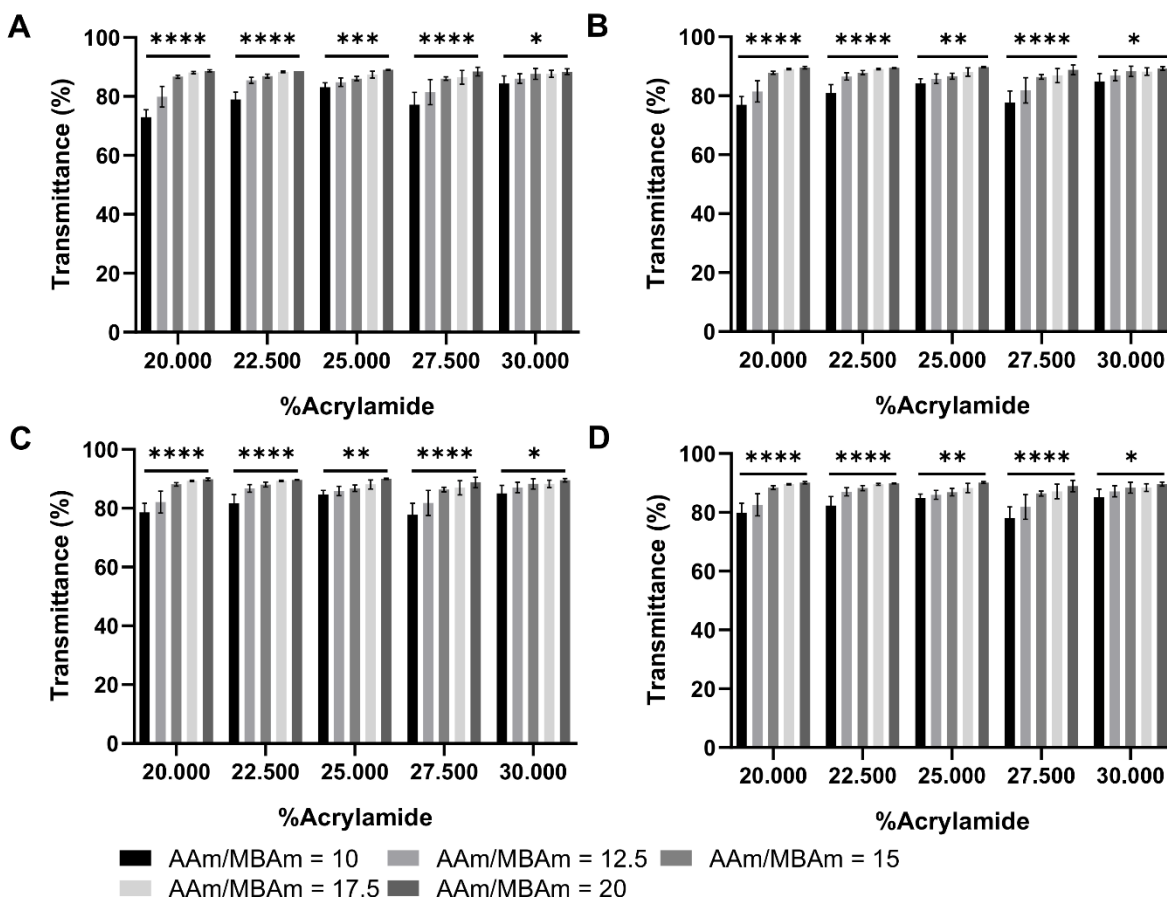 A
Transmittance (%)
100
80
60
40
20
0
**** **** *** **** *
20.000 22.500 25.000 27.500 30.000
%Acrylamide
B
Transmittance (%)
100
80
60
40
20
0
**** **** ** **** *
20.000 22.500 25.000 27.500 30.000
%Acrylamide
C
Transmittance (%)
100
80
60
40
20
0
**** **** ** **** *
20.000 22.500 25.000 27.500 30.000
%Acrylamide
D
Transmittance (%)
100
80
60
40
20
0
**** **** ** **** *
20.000 22.500 25.000 27.500 30.000
%Acrylamide
AAm/MBAm = 10 AAm/MBAm = 12.5 AAm/MBAm = 15
AAm/MBAm = 17.5 AAm/MBAm = 20